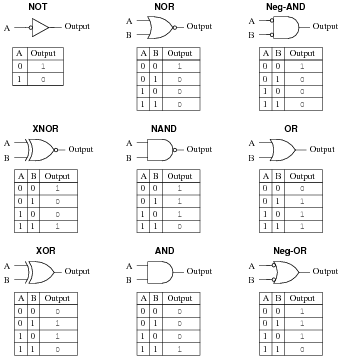 NOT NOR Neg-AND
A Output A B Output A B Output
A Output A B Output A B Output
0 1 0 0 1 0 0 1
1 0 0 1 0 0 1 0
1 0 0 1 0 0
1 1 0 1 1 0
XNOR NAND OR
A B Output A B Output A B Output
A B Output A B Output A B Output
0 0 1 0 0 1 0 0 0
0 1 0 0 1 1 0 1 1
1 0 0 1 0 1 1 0 1
1 1 1 1 1 0 1 1 1
XOR AND Neg-OR
A B Output A B Output A B Output
A B Output A B Output A B Output
0 0 0 0 0 0 0 0 1
0 1 1 0 1 0 0 1 1
1 0 1 1 0 0 1 0 1
1 1 0 1 1 1 1 1 0